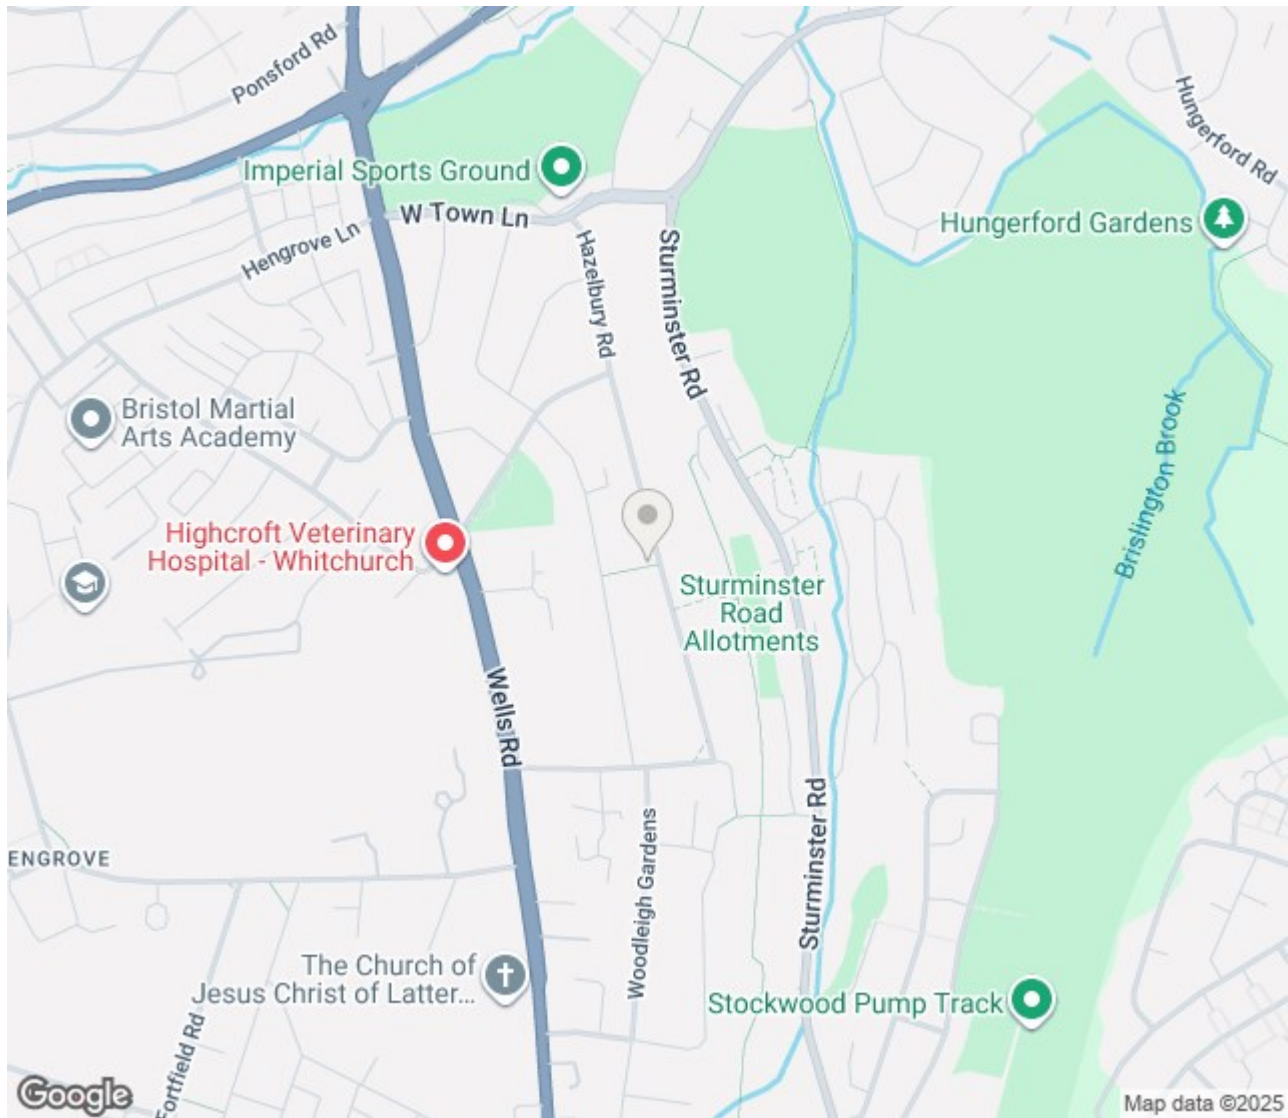 Ponsford Rd
Hungerford Rd
Imperial Sports Ground
W Town Ln
Hengrove Ln
Hungerford Gardens
Hazelbury Rd
Sturminster Rd
Bristol Martial
Arts Academy
Brislington Brook
Highcroft Veterinary
Hospital - Whitchurch
Sturminster
Road
Allotments
Wells Rd
Sturminster Rd
Woodleigh Gardens
ENGROVE
The Church of
Jesus Christ of Latter...
Stockwood Pump Track
Fortfield Rd
Google
Map data ©2025